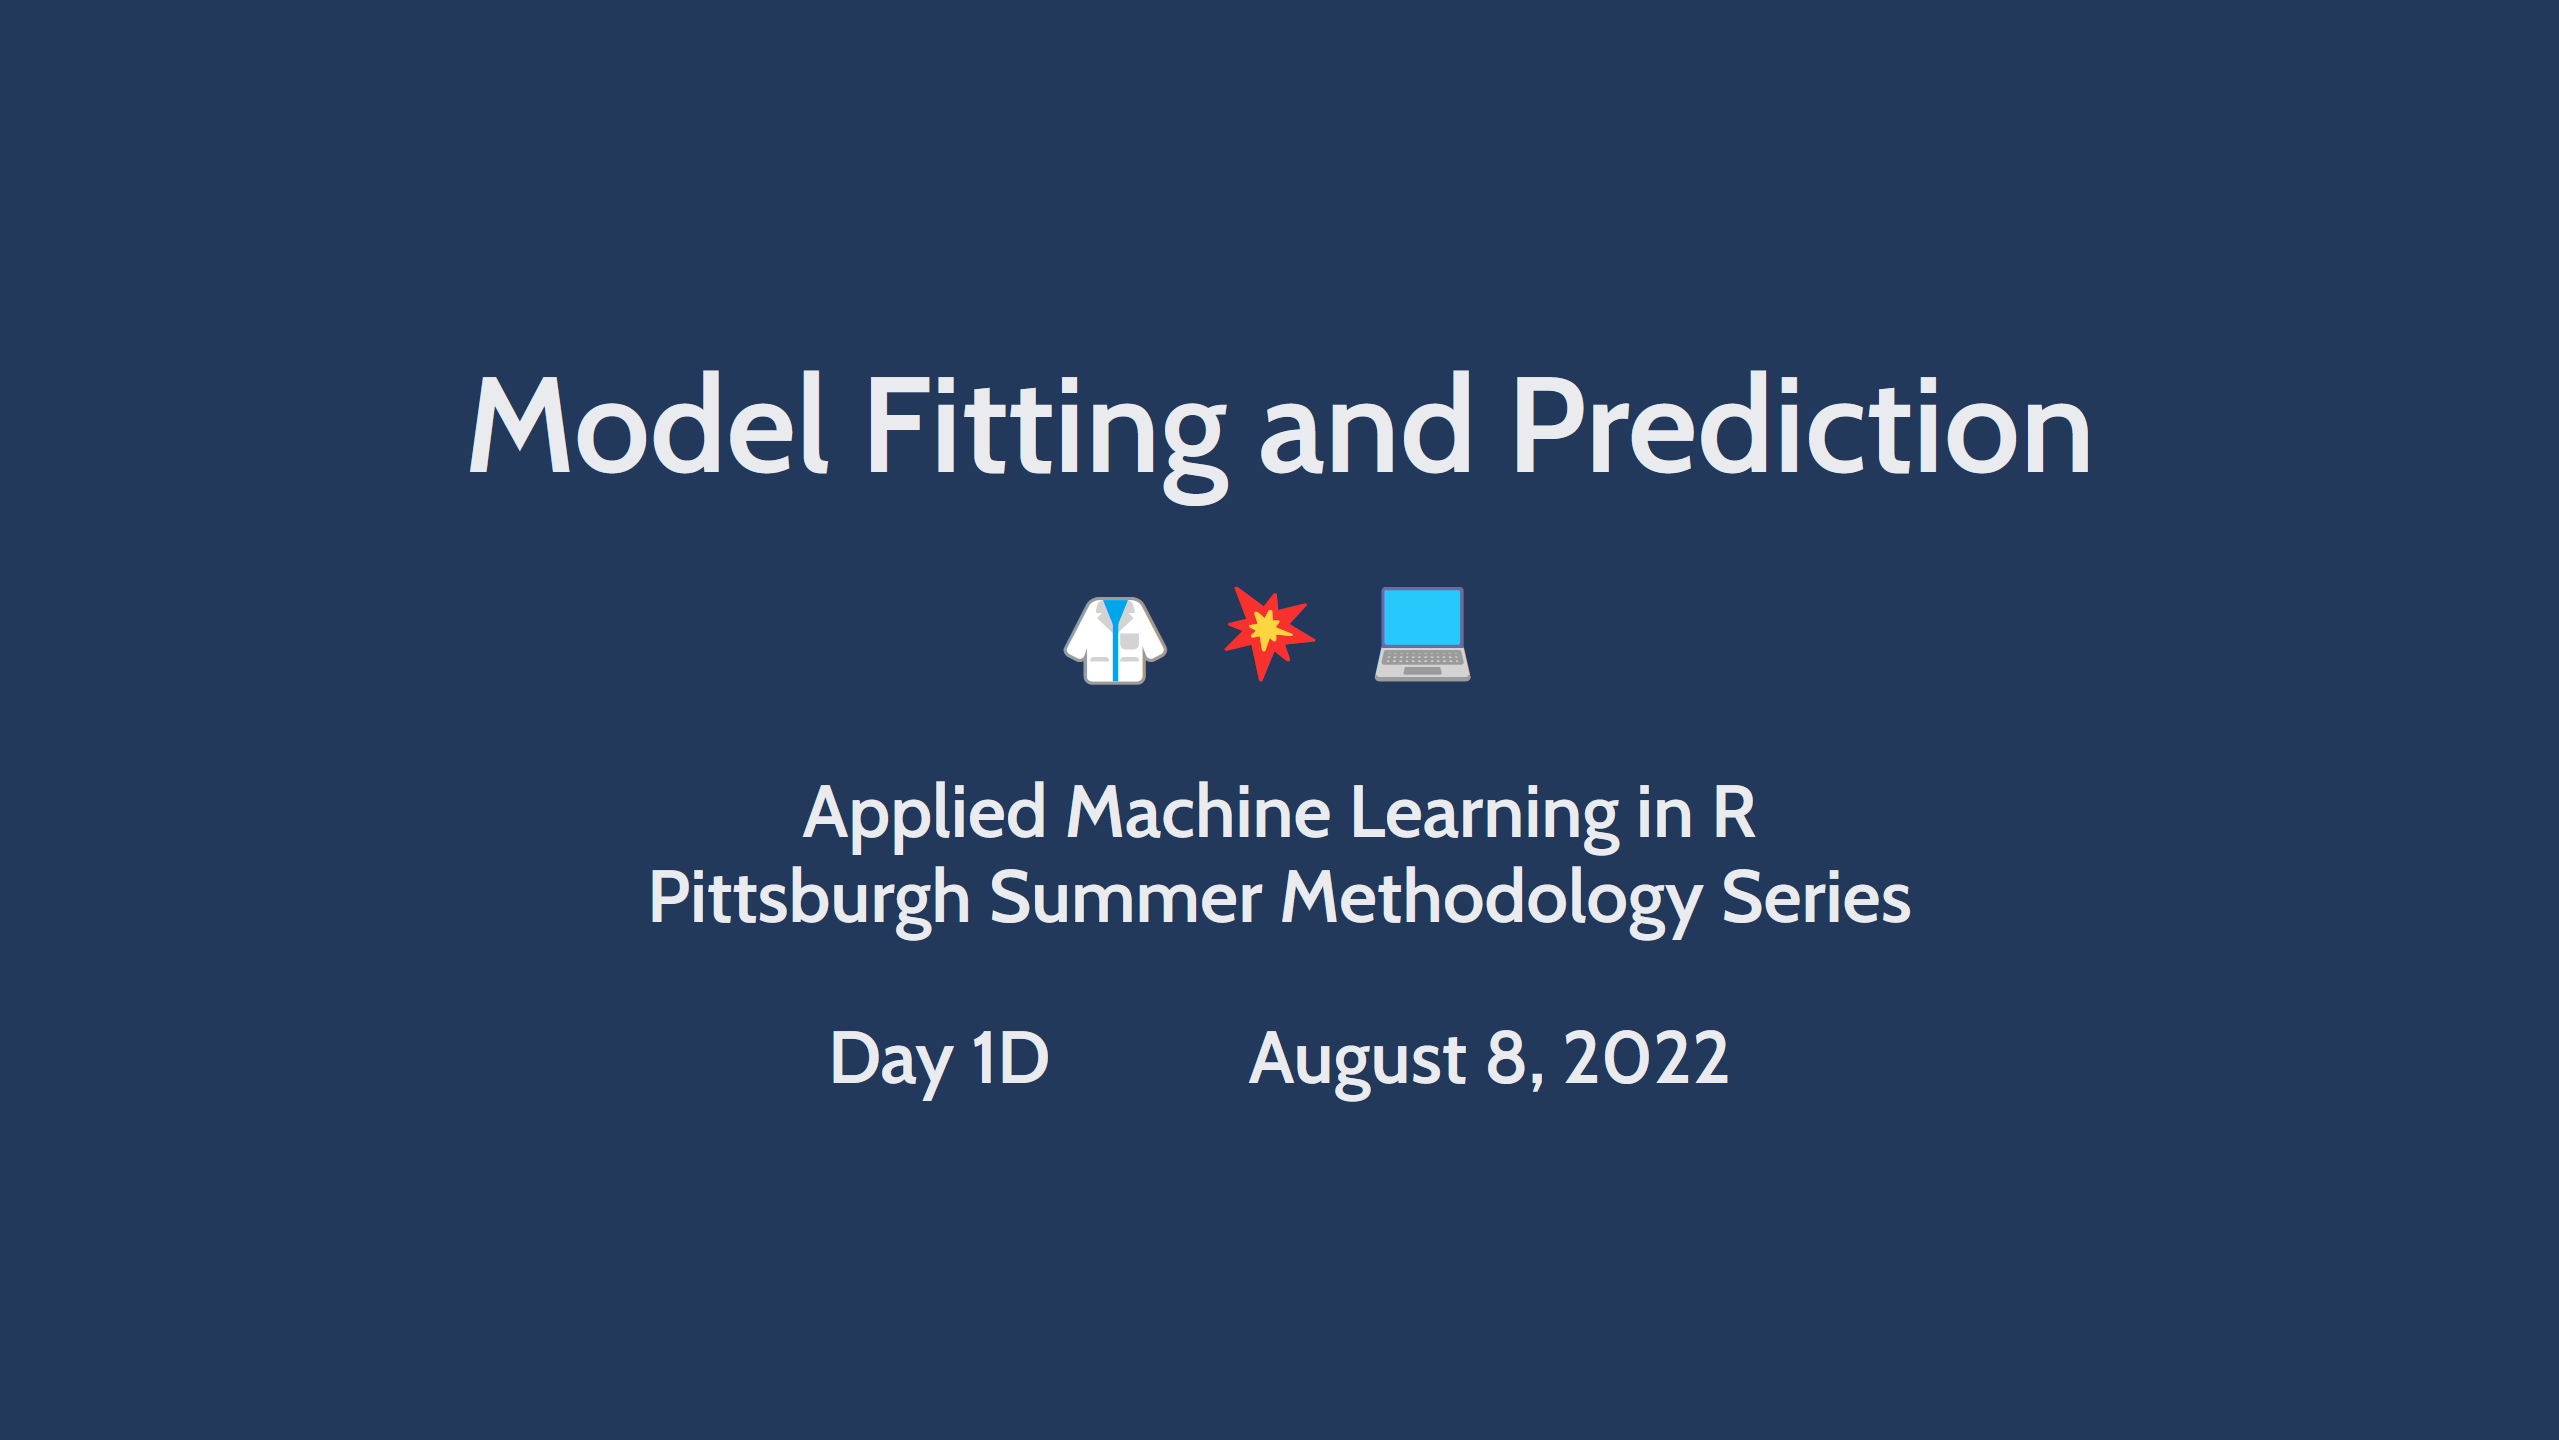 Model Fitting and Prediction
Applied Machine Learning in R
Pittsburgh Summer Methodology Series
Day 1D August 8, 2022